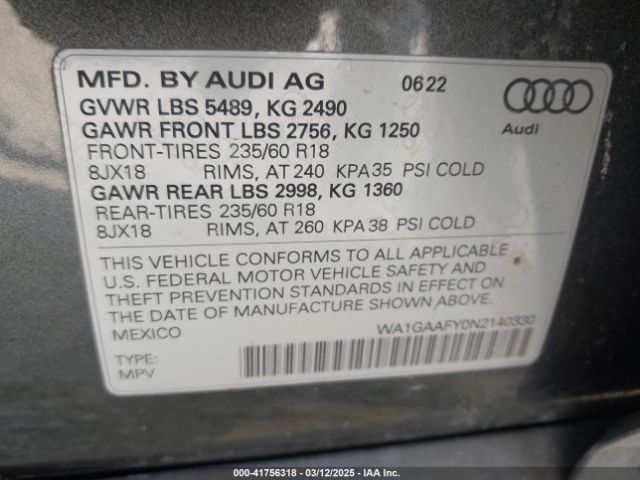 MFD. BY AUDI AG 0622
GVWR LBS 5489, KG 2490
GAWR FRONT LBS 2756, KG 1250
Audi
FRONT-TIRES 235/60 R18
8JX18 RIMS, AT 240 KPA 35 PSI COLD
GAWR REAR LBS 2998, KG 1360
REAR-TIRES 235/60 R18
8JX18 RIMS, AT 260 KPA 38 PSI COLD
THIS VEHICLE CONFORMS TO ALL APPLICABLE
U.S. FEDERAL MOTOR VEHICLE SAFETY AND
THEFT PREVENTION STANDARDS IN EFFECT ON
THE DATE OF MANUFACTURE SHOWN ABOVE.
MEXICO WA1GAAFY0N2140330
TYPE:
MPV
000-41756318 - 03/12/2025 - IAA Inc.